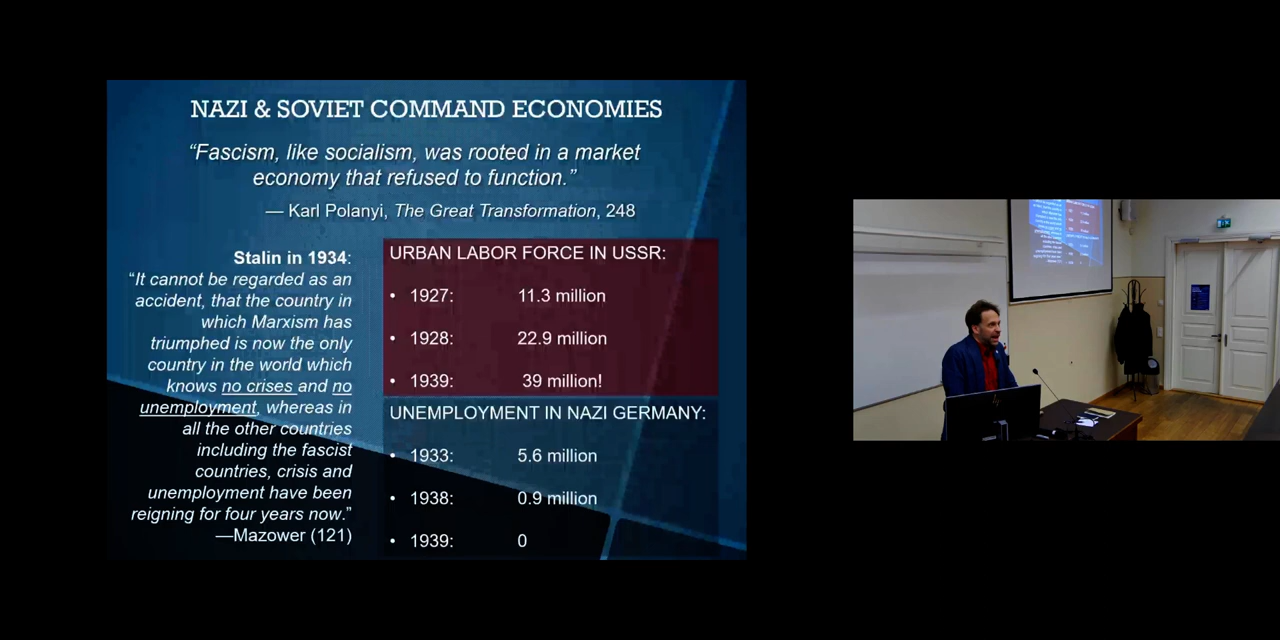 NAZI & SOVIET COMMAND ECONOMIES
“Fascism, like socialism, was rooted in a market
economy that refused to function.”
— Karl Polanyi, The Great Transformation, 248
Stalin in 1934:
“It cannot be regarded as an
accident, that the country in
which Marxism has
triumphed is now the only
country in the world which
knows no crises and no
unemployment, whereas in
all the other countries
including the fascist
countries, crisis and
unemployment have been
reigning for four years now.”
—Mazower (121)
URBAN LABOR FORCE IN USSR:
• 1927: 11.3 million
• 1928: 22.9 million
• 1939: 39 million!
UNEMPLOYMENT IN NAZI GERMANY:
• 1933: 5.6 million
• 1938: 0.9 million
• 1939: 0